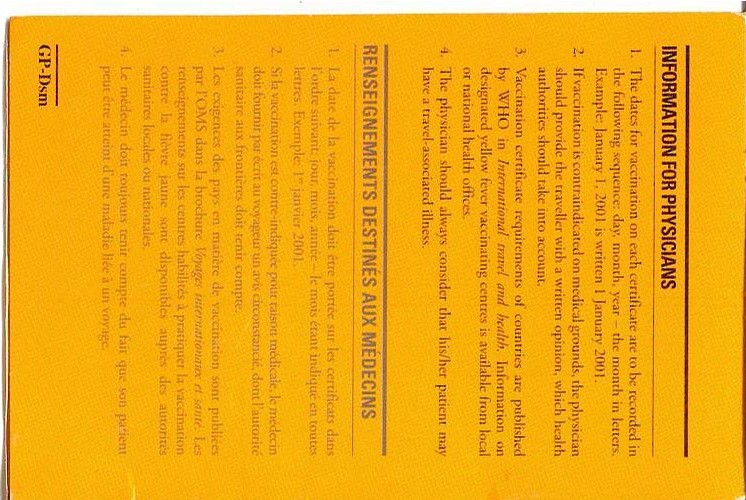 INFORMATION FOR PHYSICIANS
1. The dates for vaccination on each certificate are to be recorded in
the following sequence: day, month, year – the month in letters.
Example: January 1, 2001 is written 1 January 2001.
2. If vaccination is contraindicated on medical grounds, the physician
should provide the traveller with a written opinion, which health
authorities should take into account.
3. Vaccination certificate requirements of countries are published
by WHO in International travel and health. Information on
designated yellow fever vaccinating centres is available from local
or national health offices.
4. The physician should always consider that his/her patient may
have a travel-associated illness.
RENSEIGNEMENTS DESTINÉS AUX MÉDECINS
1. La date de la vaccination doit être portée sur les certificats dans
l'ordre suivant: jour, mois, année – le mois étant indiqué en toutes
lettres. Exemple: 1er janvier 2001.
2. Si la vaccination est contre-indiquée pour raison médicale, le médecin
doit fournir par écrit au voyageur un avis circonstancié, dont l'autorité
sanitaire aux frontières doit tenir compte.
3. Les exigences des pays en matière de vaccination sont publiées
par l'OMS dans la brochure Voyages internationaux et santé. Les
renseignements sur les centres habilités à pratiquer la vaccination
contre la fièvre jaune sont disponibles auprès des autorités
sanitaires locales ou nationales.
4. Le médecin doit toujours tenir compte du fait que son patient
peut être atteint d'une maladie liée à un voyage.
GP-Dsm